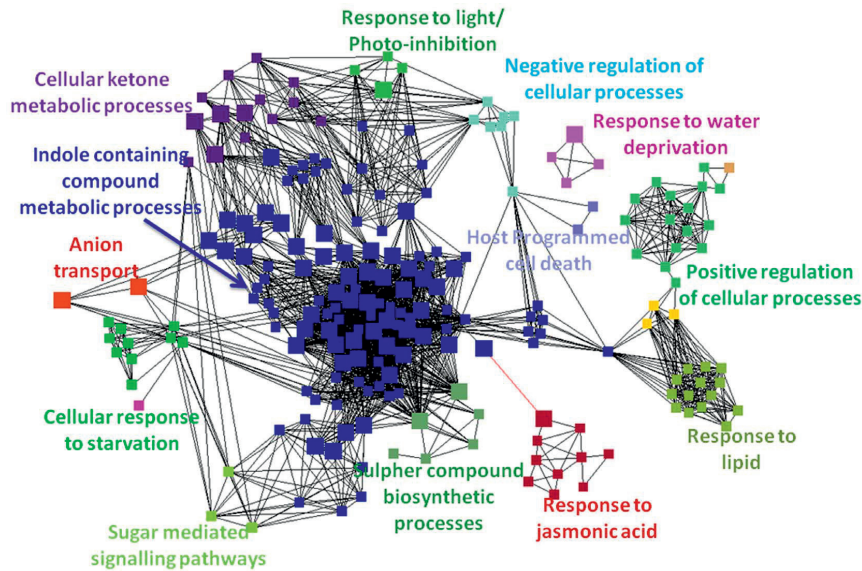 Response to light/
Photo-inhibition
Cellular ketone
metabolic processes
Negative regulation of
cellular processes
Indole containing
compound
metabolic processes
Response to water
deprivation
Anion
transport
Host Programmed
cell death
Positive regulation
of cellular processes
Cellular response
to starvation
Response to
lipid
Sulpher compound
biosynthetic
processes
Response to
jasmonic acid
Sugar mediated
signalling pathways